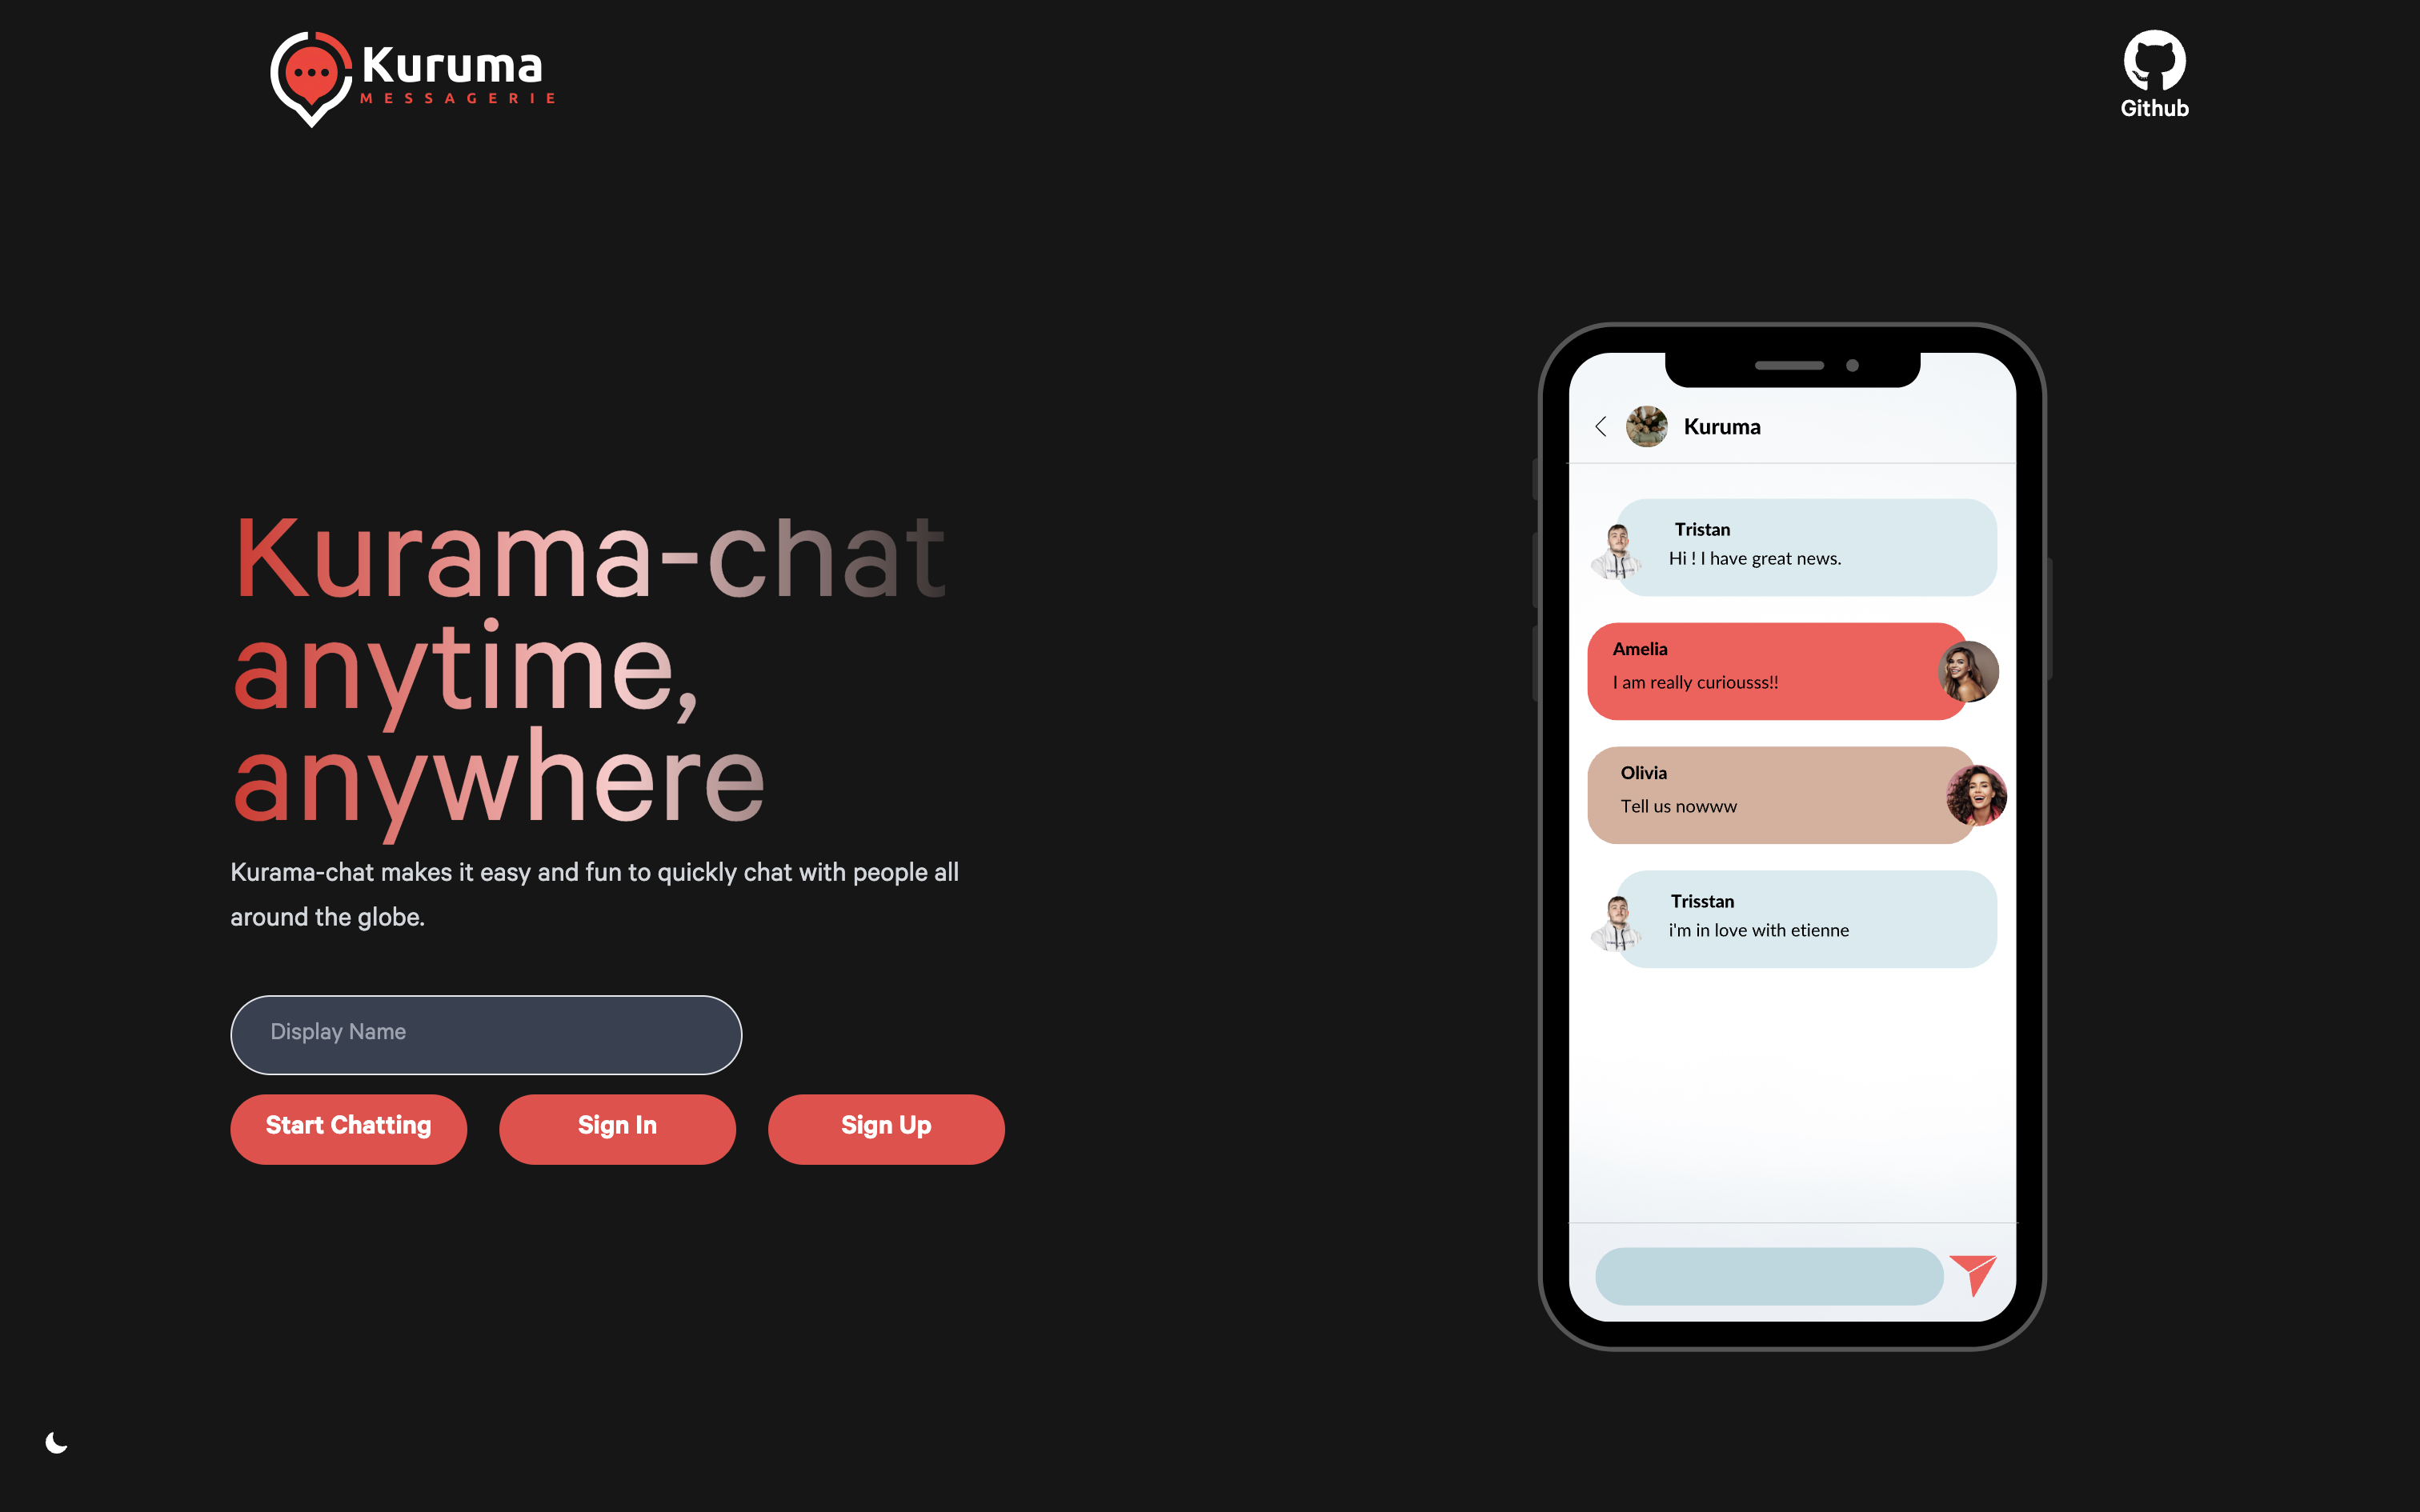 Kuruma
MESSAGERIE
Github
Kurama-chat
anytime,
anywhere
Kurama-chat makes it easy and fun to quickly chat with people all
around the globe.
Display Name
Start Chatting
Sign In
Sign Up
Kuruma
Tristan
Hi ! I have great news.
Amelia
I am really curiousss!!
Olivia
Tell us nowww
Trisstan
i'm in love with etienne